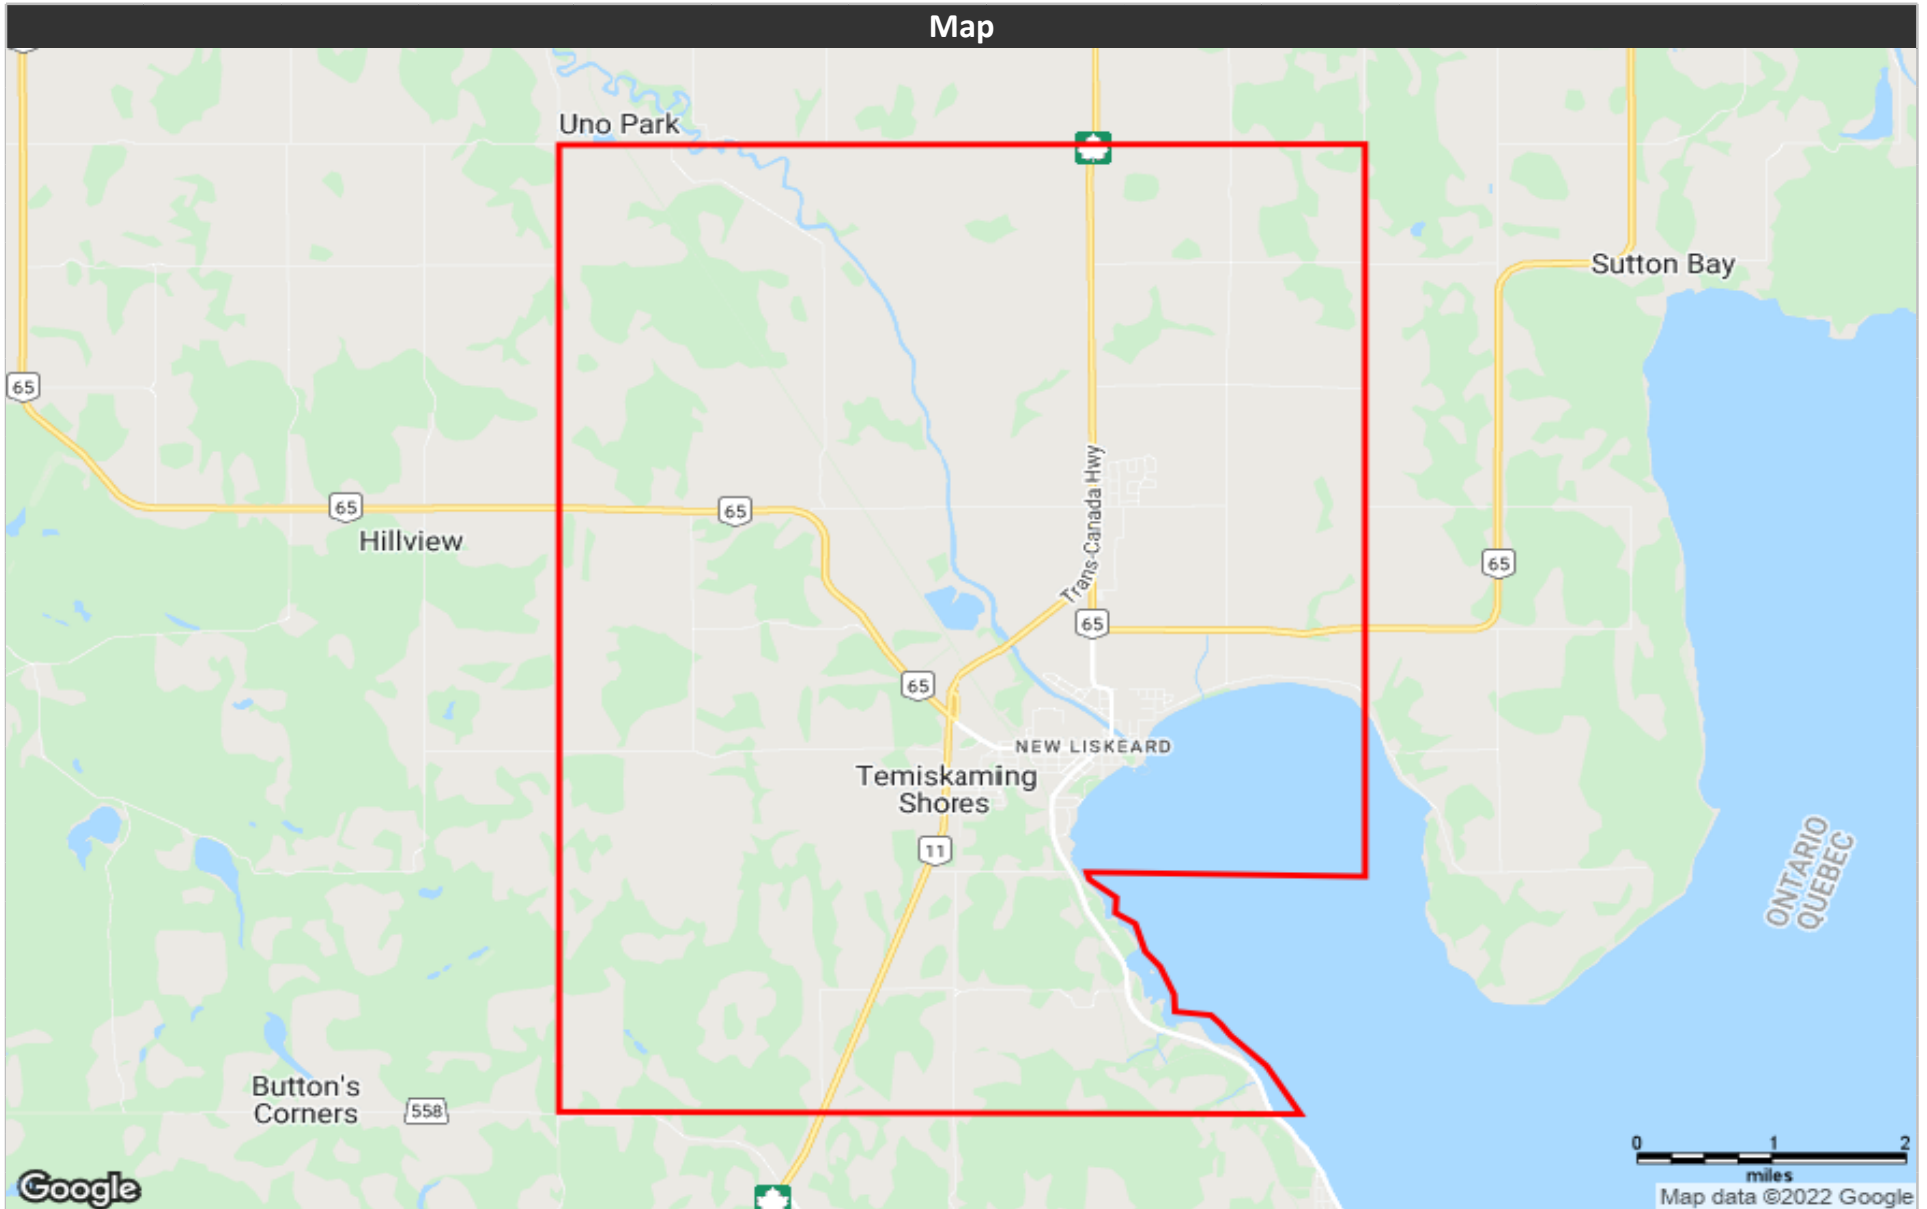 Map
Uno Park
Sutton Bay
65
65
65
Hillview
Trans-Canada Hwy
65
65
65
NEW LISKEARD
Temiskaming
Shores
11
ONTARIO
QUEBEC
Button's
Corners
558
0 1 2
miles
Google
Map data ©2022 Google